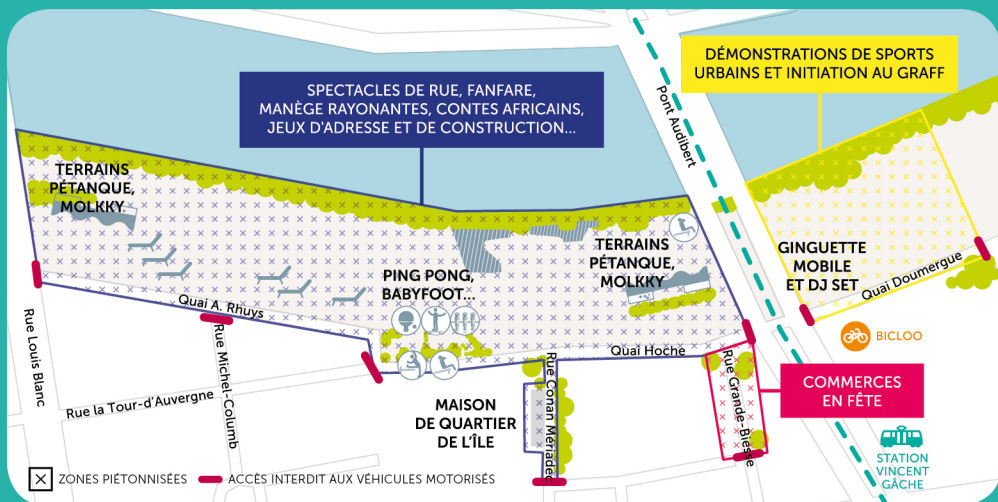 SPECTACLES DE RUE, FANFARE,
MANÈGE RAYONANTES, CONTES AFRICAINS,
JEUX D'ADRESSE ET DE CONSTRUCTION...
DÉMONSTRATIONS DE SPORTS
URBAINS ET INITIATION AU GRAFF
Pont Audibert
TERRAINS
PÉTANQUE,
MOLKKY
PING PONG,
BABYFOOT...
TERRAINS
PÉTANQUE,
MOLKKY
GINGUETTE
MOBILE
ET DJ SET
Quai Doumergue
Quai A. Rhuys
Quai Hoche
BICLOO
Rue Louis Blanc
Rue Michel-Columb
Rue la Tour-d'Auvergne
MAISON
DE QUARTIER
DE L'ÎLE
Rue Conan Mériadec
Rue Grande-Biesse
COMMERCES
EN FÊTE
STATION
VINCENT
GÂCHE
ZONES PIÉTONNISÉES
ACCÈS INTERDIT AUX VÉHICULES MOTORISÉS